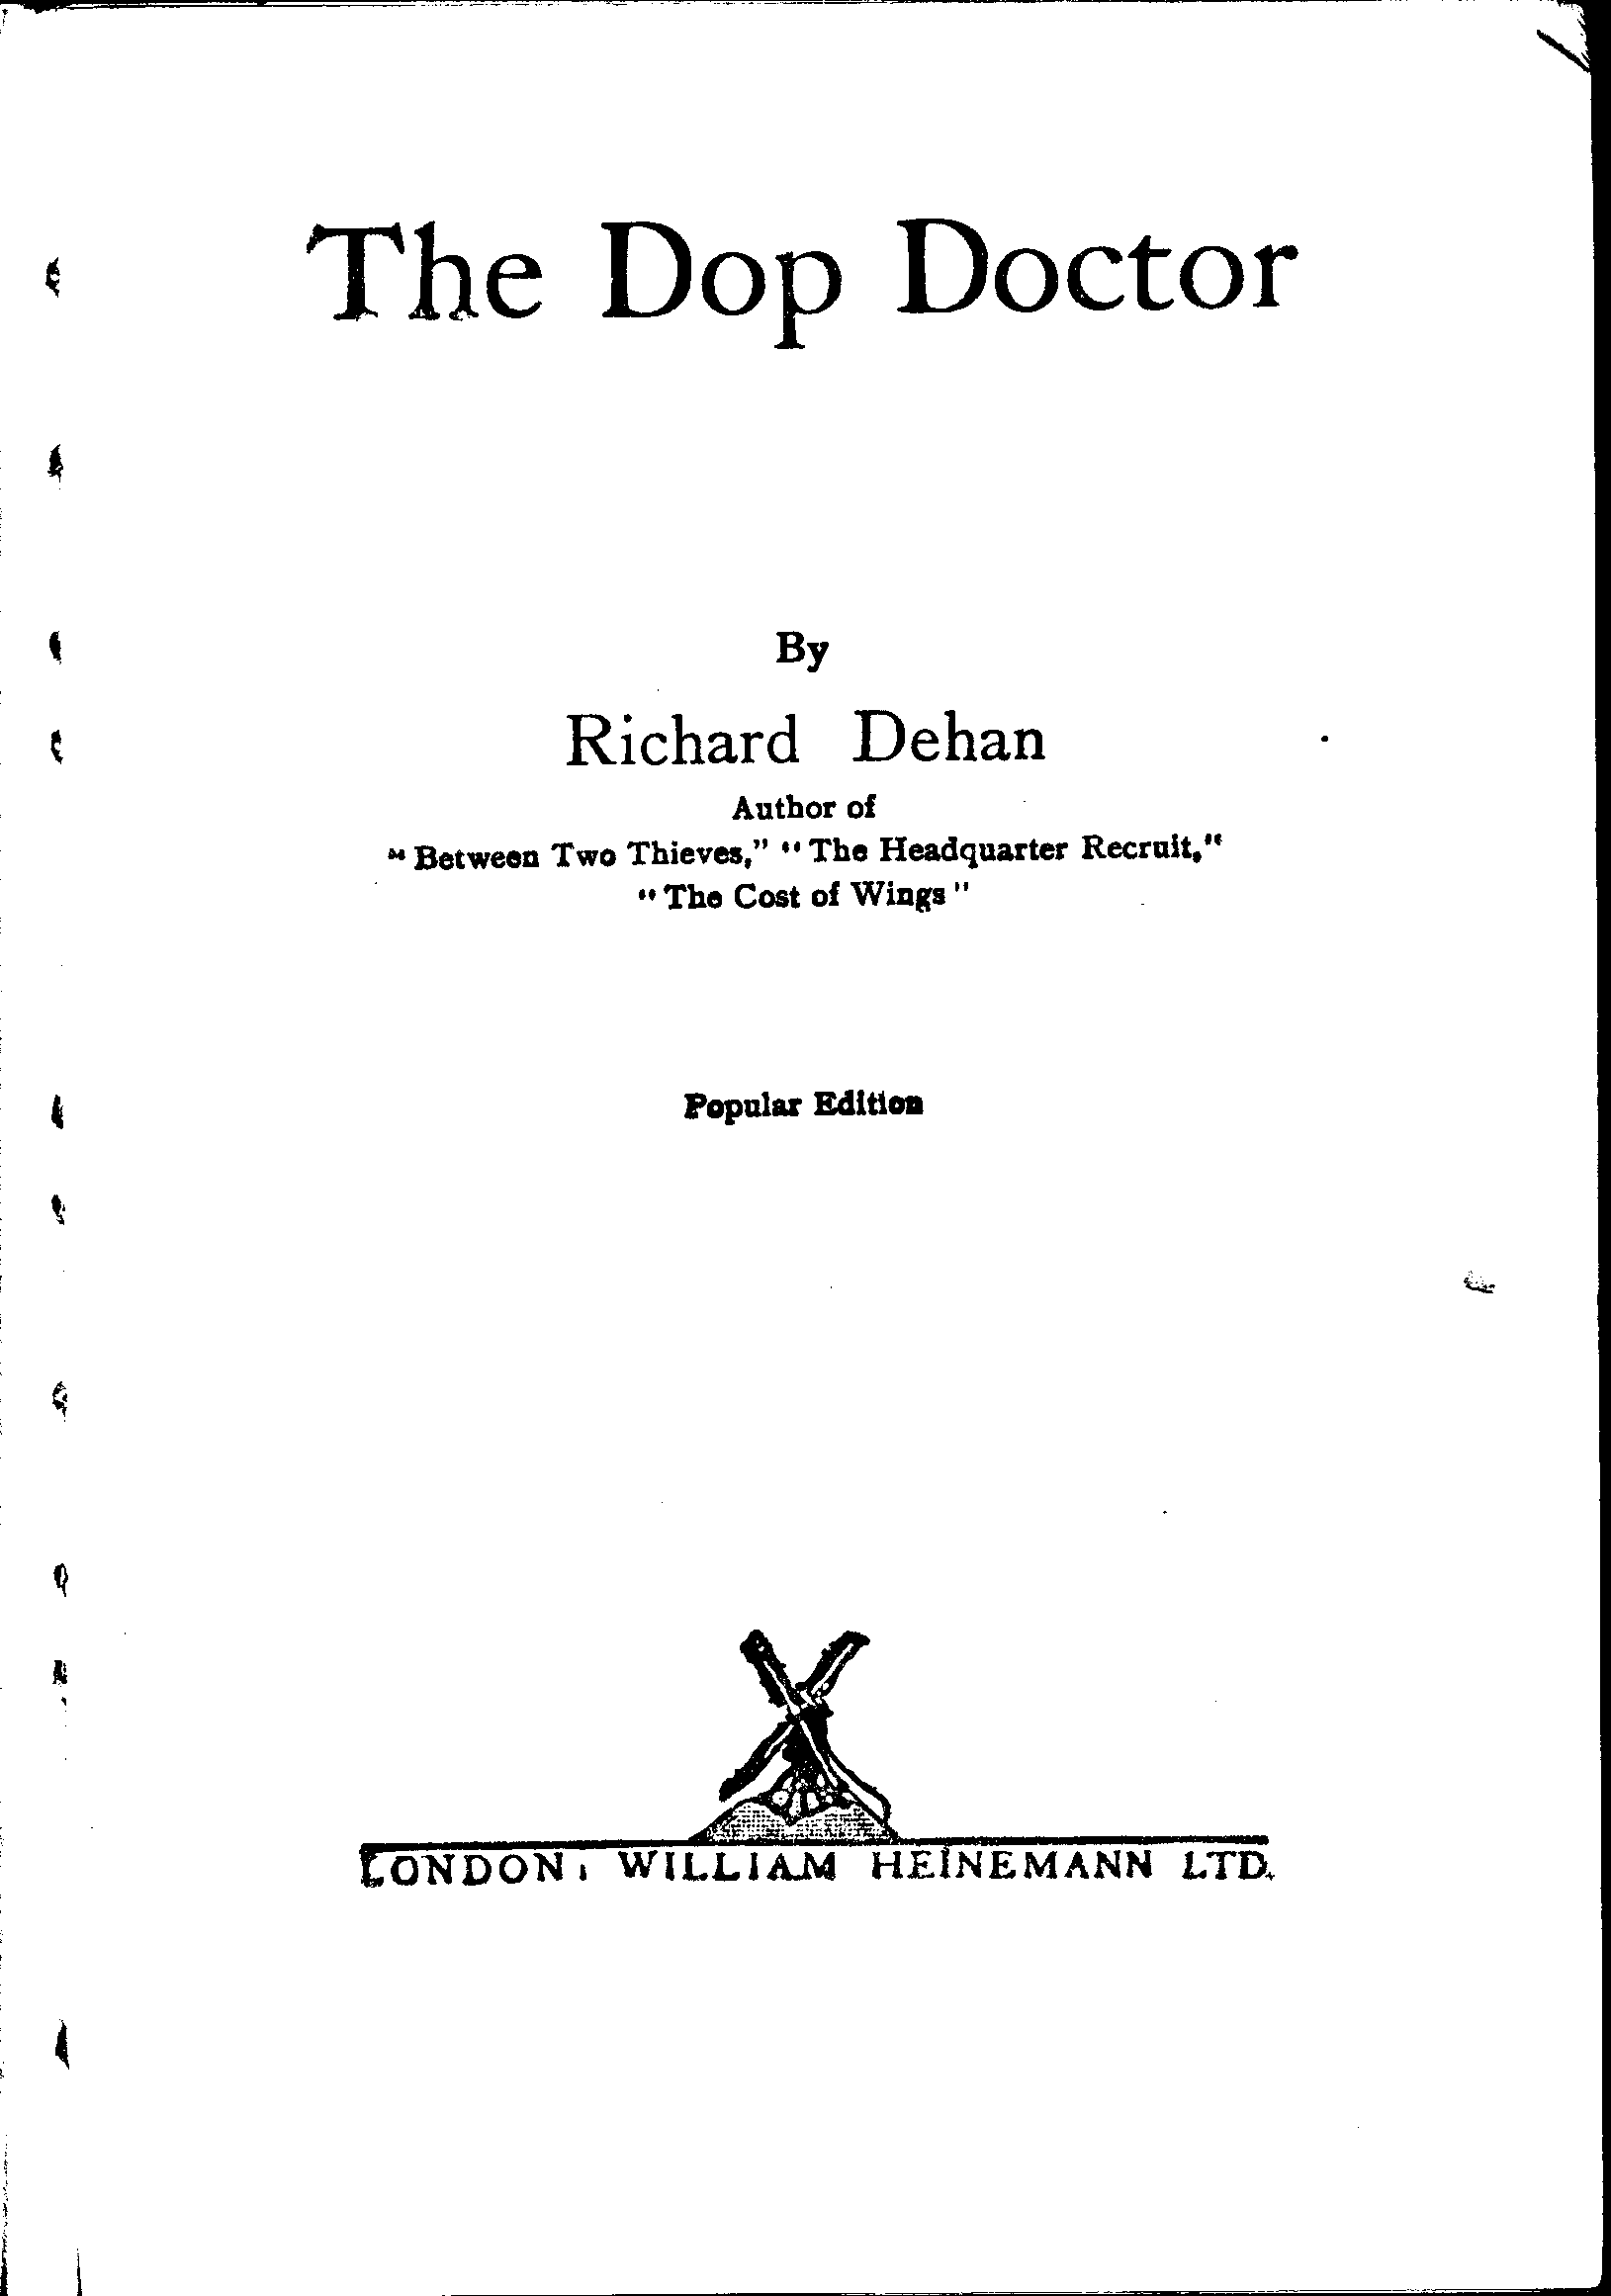 The Dop Doctor
By
Richard Dehan
Author of
"Between Two Thieves," "The Headquarter Recruit,"
"The Cost of Wings"
Popular Edition
LONDON: WILLIAM HEINEMANN LTD.